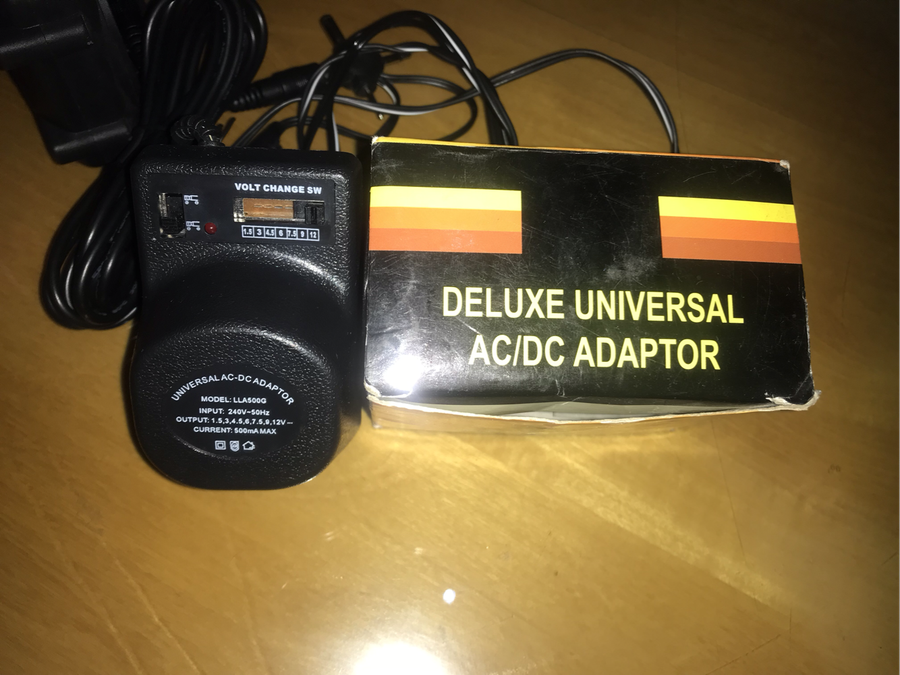 VOLT CHANGE SW
1.5 3 4.5 6 7.5 9 12
UNIVERSAL AC-DC ADAPTOR
MODEL: LLA500G
INPUT: 240V~50Hz
OUTPUT: 1.5,3,4.5,6,7.5,9,12V
CURRENT: 500mA MAX
DELUXE UNIVERSAL
AC/DC ADAPTOR